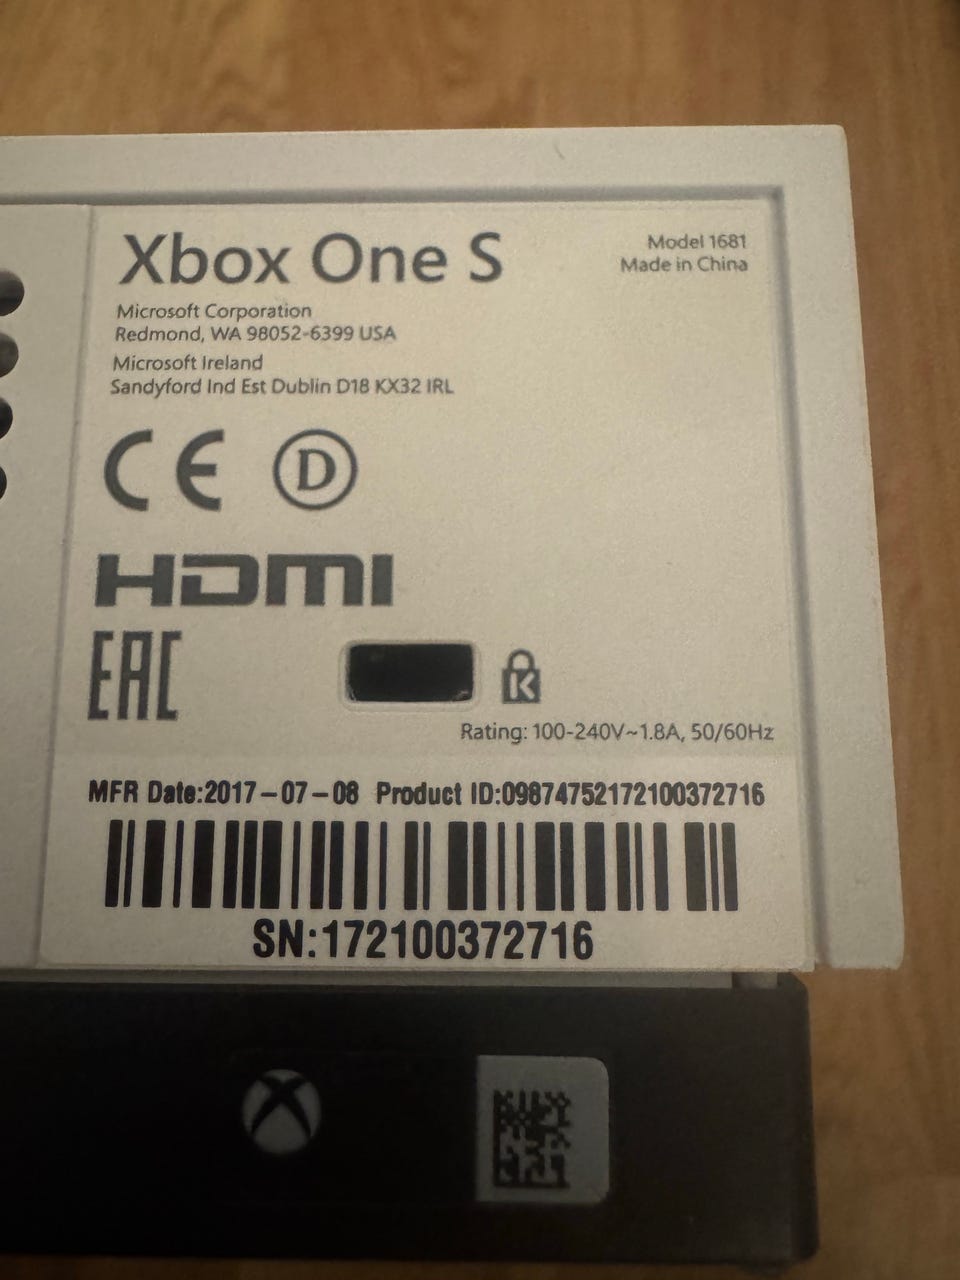 Xbox One S
Model 1681
Made in China
Microsoft Corporation
Redmond, WA 98052-6399 USA
Microsoft Ireland
Sandyford Ind Est Dublin D18 KX32 IRL
CE D
HDMI
EAC
K
Rating: 100-240V~1.8A, 50/60Hz
MFR Date:2017-07-08 Product ID:09874752172100372716
SN:172100372716